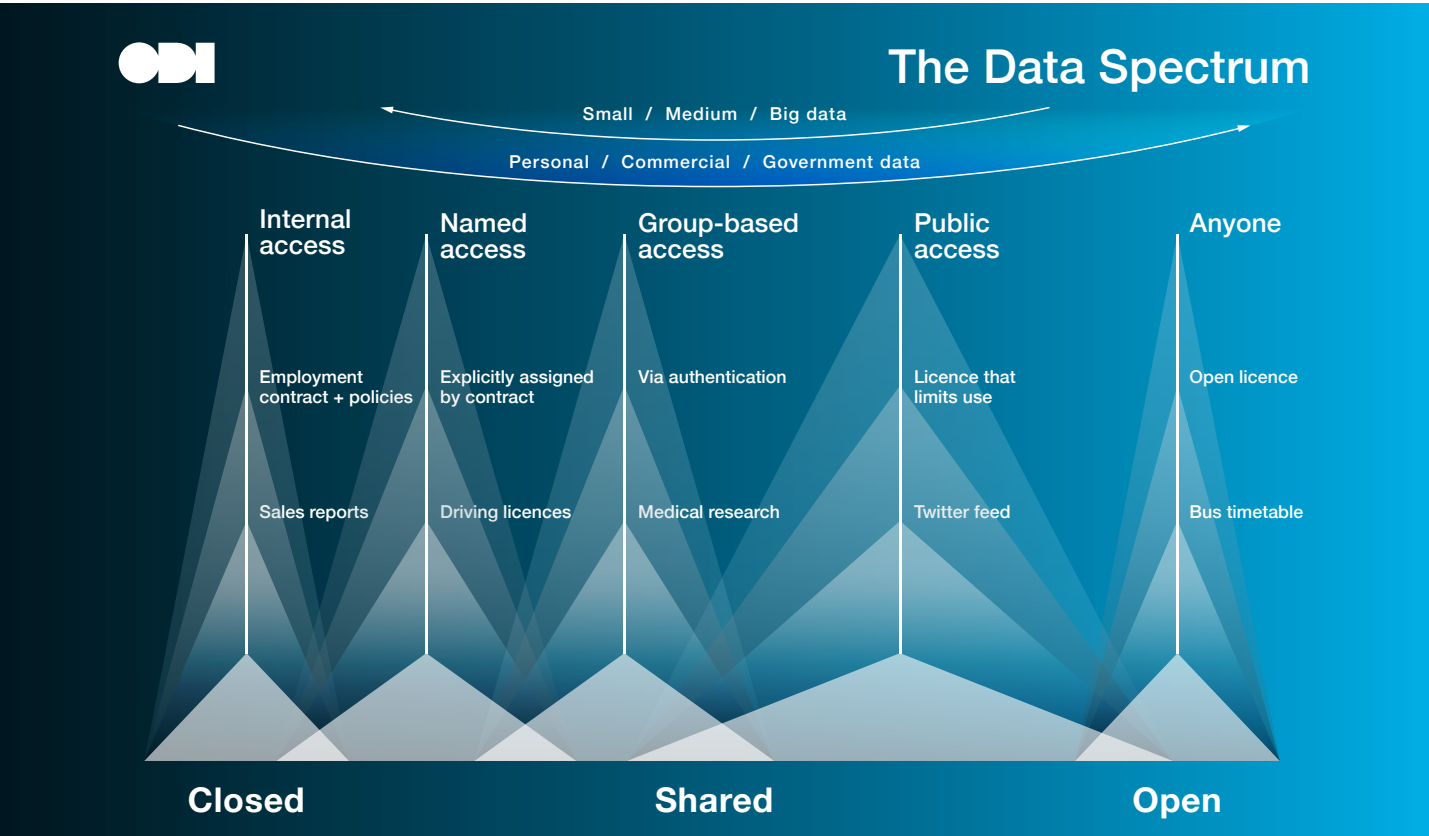 ODI
The Data Spectrum
Small / Medium / Big data
Personal / Commercial / Government data
Internal
access
Named
access
Group-based
access
Public
access
Anyone
Employment
contract + policies
Explicitly assigned
by contract
Via authentication
Licence that
limits use
Open licence
Sales reports
Driving licences
Medical research
Twitter feed
Bus timetable
Closed
Shared
Open